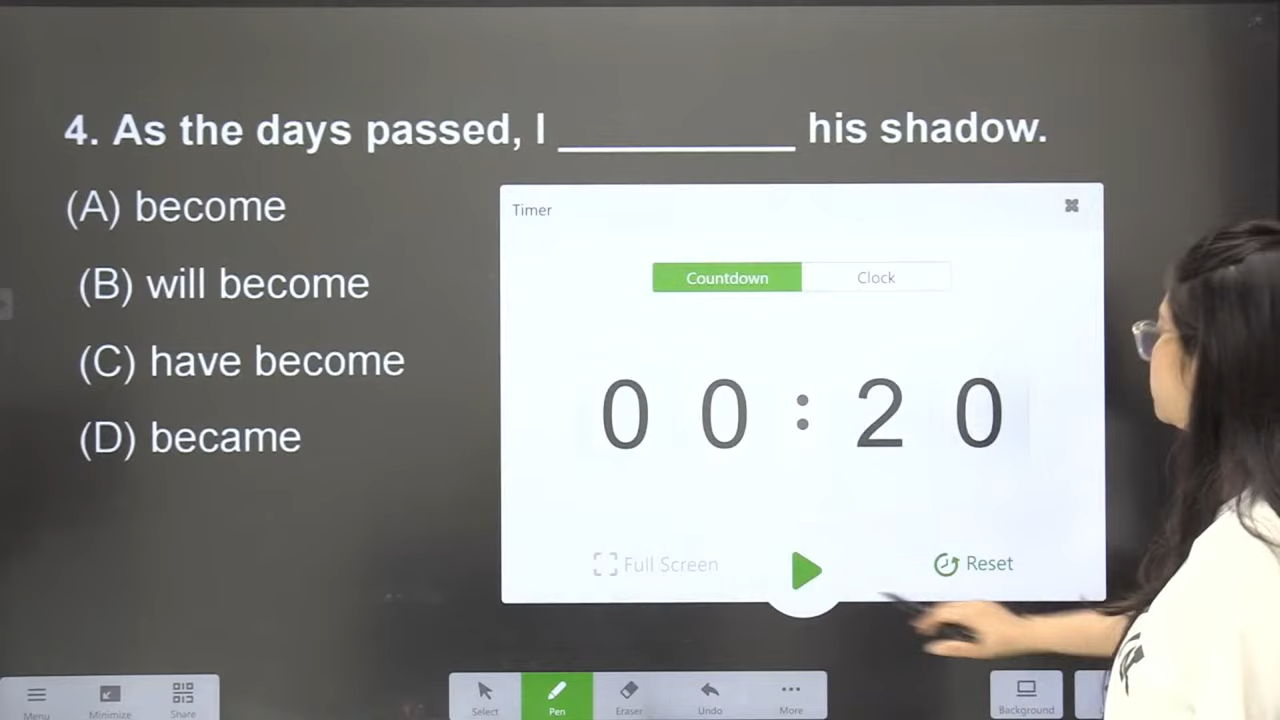 4. As the days passed, I __________ his shadow.
(A) become
(B) will become
(C) have become
(D) became
Timer
Countdown
Clock
00:20
Full Screen
Reset
Menu
Minimize
Share
Select
Pen
Eraser
Undo
More
Background